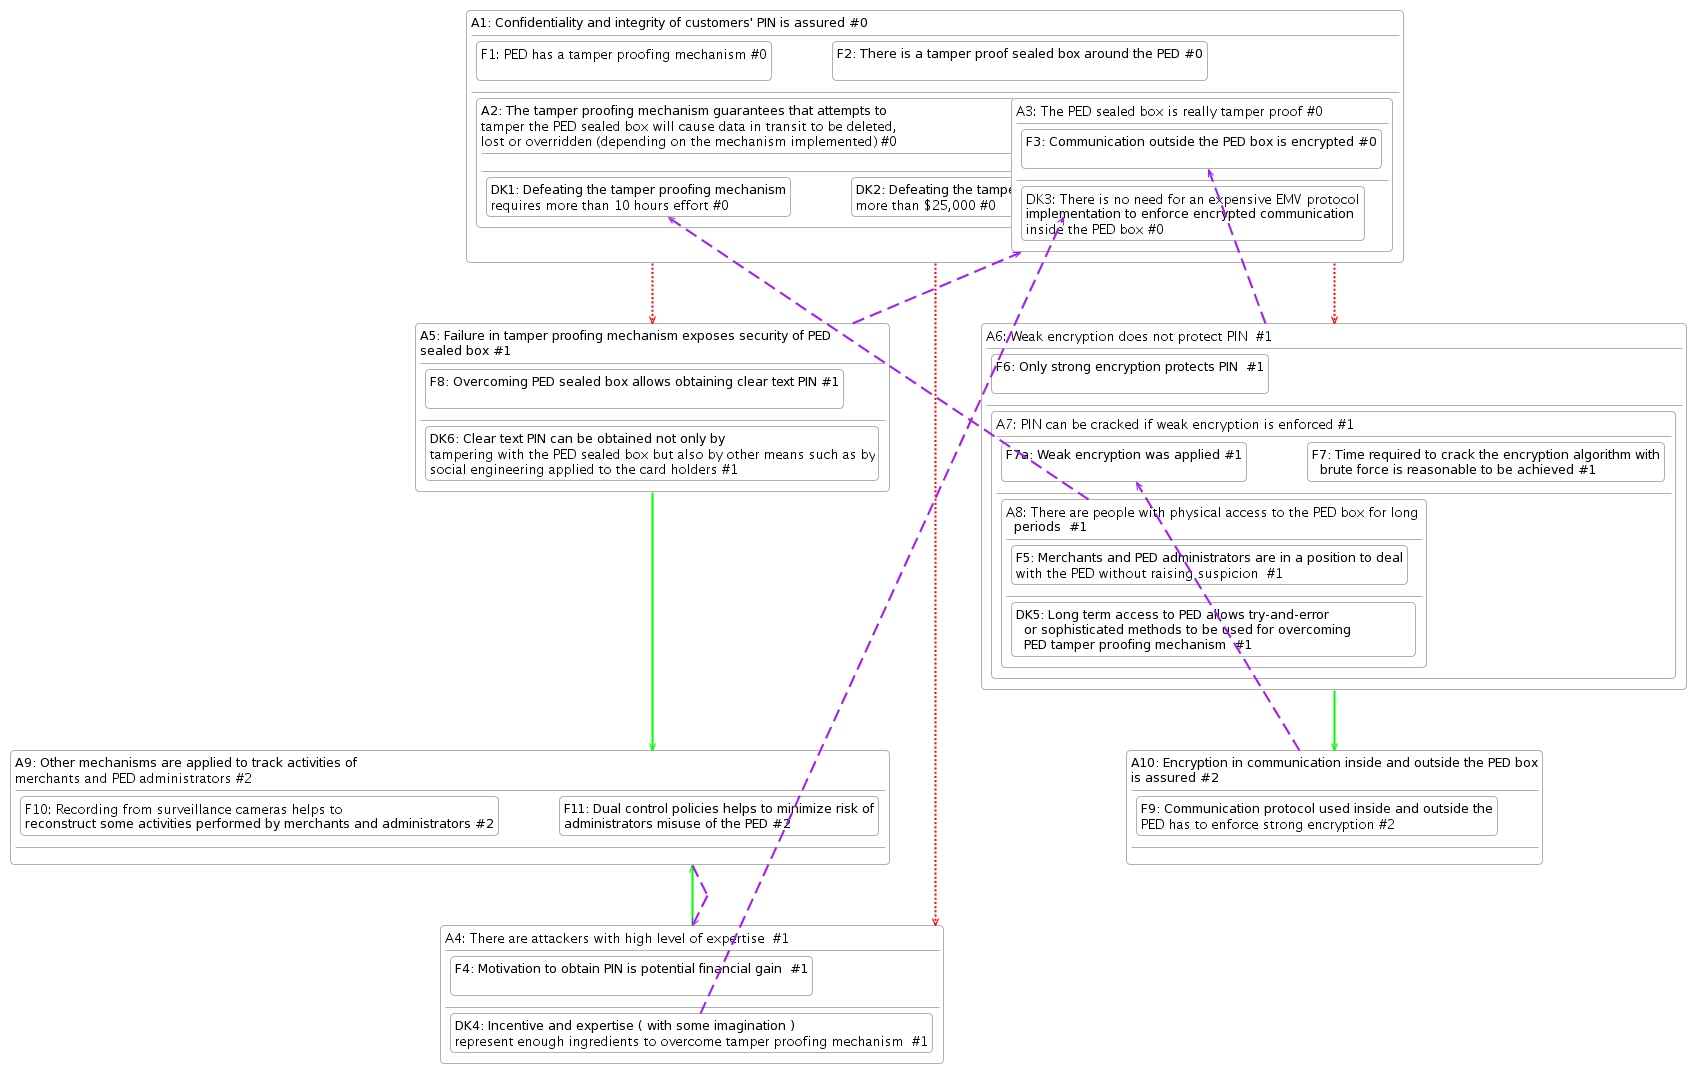 A1: Confidentiality and integrity of customers' PIN is assured #0
F1: PED has a tamper proofing mechanism #0
F2: There is a tamper proof sealed box around the PED #0
A2: The tamper proofing mechanism guarantees that attempts to
tamper the PED sealed box will cause data in transit to be deleted,
lost or overridden (depending on the mechanism implemented) #0
DK1: Defeating the tamper proofing mechanism
requires more than 10 hours effort #0
DK2: Defeating the
more than $25,000 #0
A3: The PED sealed box is really tamper proof #0
F3: Communication outside the PED box is encrypted #0
DK3: There is no need for an expensive EMV protocol
implementation to enforce encrypted communication
inside the PED box #0
A5: Failure in tamper proofing mechanism exposes security of PED
sealed box #1
F8: Overcoming PED sealed box allows obtaining clear text PIN #1
DK6: Clear text PIN can be obtained not only by
tampering with the PED sealed box but also by other means such as by
social engineering applied to the card holders #1
A6: Weak encryption does not protect PIN #1
F6: Only strong encryption protects PIN #1
A7: PIN can be cracked if weak encryption is enforced #1
F7a: Weak encryption was applied #1
F7: Time required to crack the encryption algorithm with
brute force is reasonable to be achieved #1
A8: There are people with physical access to the PED box for long
periods #1
F5: Merchants and PED administrators are in a position to deal
with the PED without raising suspicion #1
DK5: Long term access to PED allows try-and-error
or sophisticated methods to be used for overcoming
PED tamper proofing mechanism #1
A9: Other mechanisms are applied to track activities of
merchants and PED administrators #2
F10: Recording from surveillance cameras helps to
reconstruct some activities performed by merchants and administrators #2
F11: Dual control policies helps to minimize risk of
administrators misuse of the PED #2
A10: Encryption in communication inside and outside the PED box
is assured #2
F9: Communication protocol used inside and outside the
PED has to enforce strong encryption #2
A4: There are attackers with high level of expertise #1
F4: Motivation to obtain PIN is potential financial gain #1
DK4: Incentive and expertise ( with some imagination )
represent enough ingredients to overcome tamper proofing mechanism #1